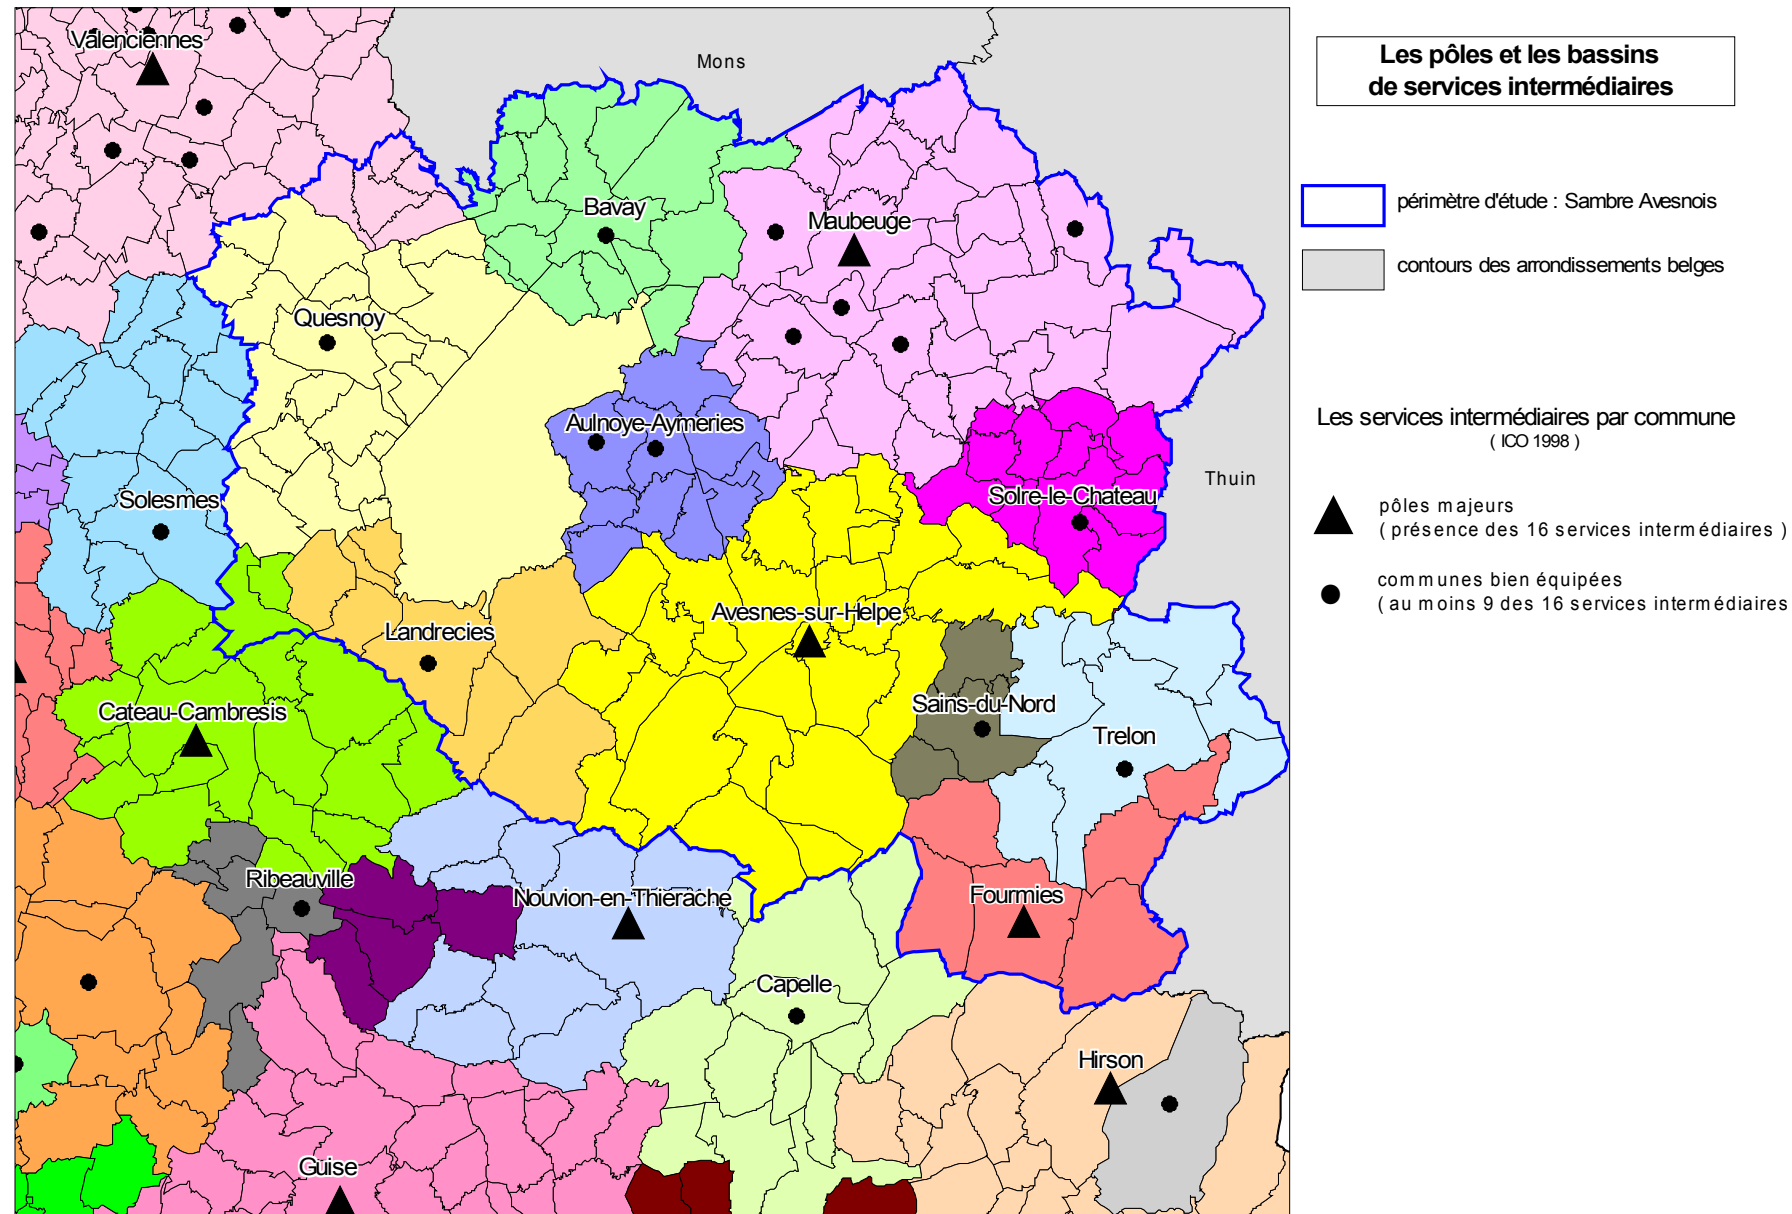 Les pôles et les bassins
de services intermédiaires
périmètre d'étude : Sambre Avesnois
contours des arrondissements belges
Les services intermédiaires par commune
( ICO 1998 )
pôles majeurs
( présence des 16 services intermédiaires )
communes bien équipées
( au moins 9 des 16 services intermédiaires
Valenciennes
Mons
Bavay
Maubeuge
Quesnoy
Aulnoye-Aymeries
Solesmes
Solre-le-Chateau
Thuin
Avesnes-sur-Helpe
Landrecies
Cateau-Cambresis
Sains-du-Nord
Trelon
Ribeauville
Nouvion-en-Thierache
Fourmies
Capelle
Hirson
Guise